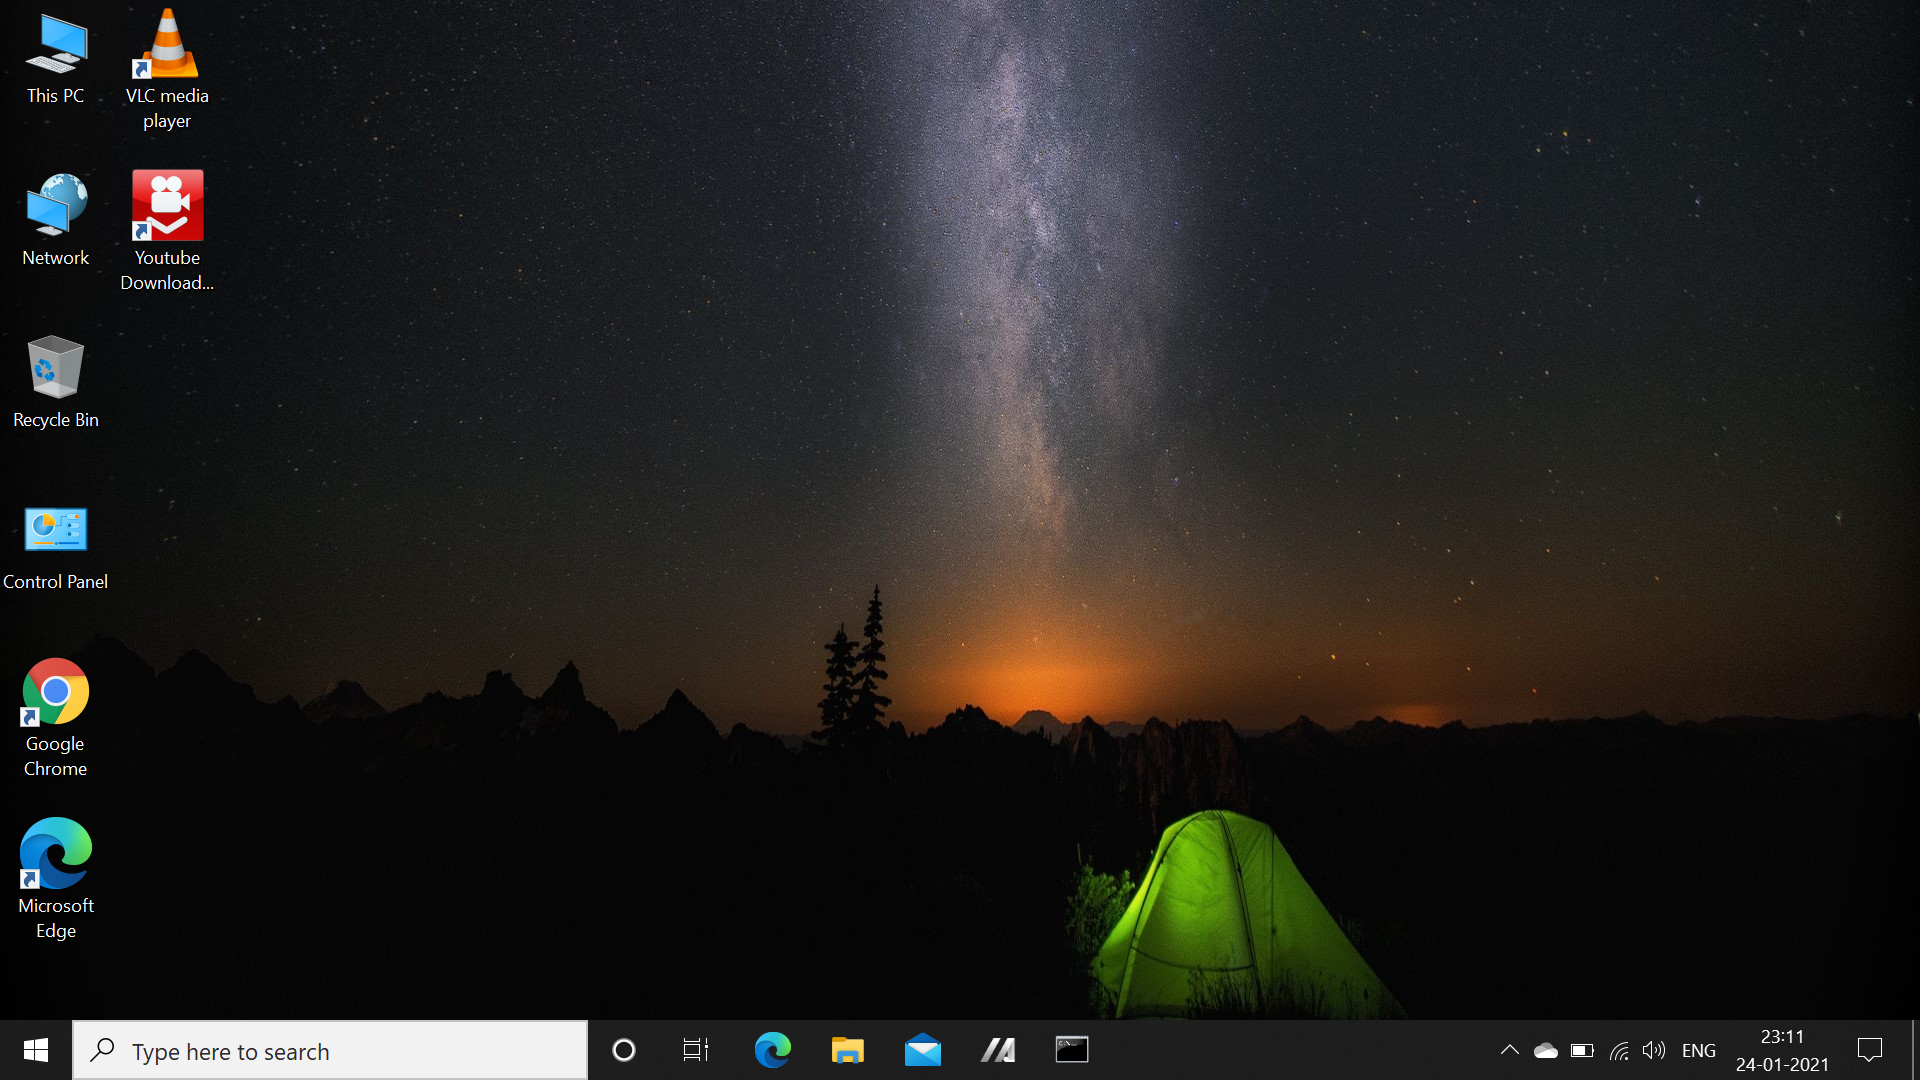 This PC
VLC media
player
Network
Youtube
Download...
Recycle Bin
Control Panel
Google
Chrome
Microsoft
Edge
Type here to search
ENG
23:11
24-01-2021